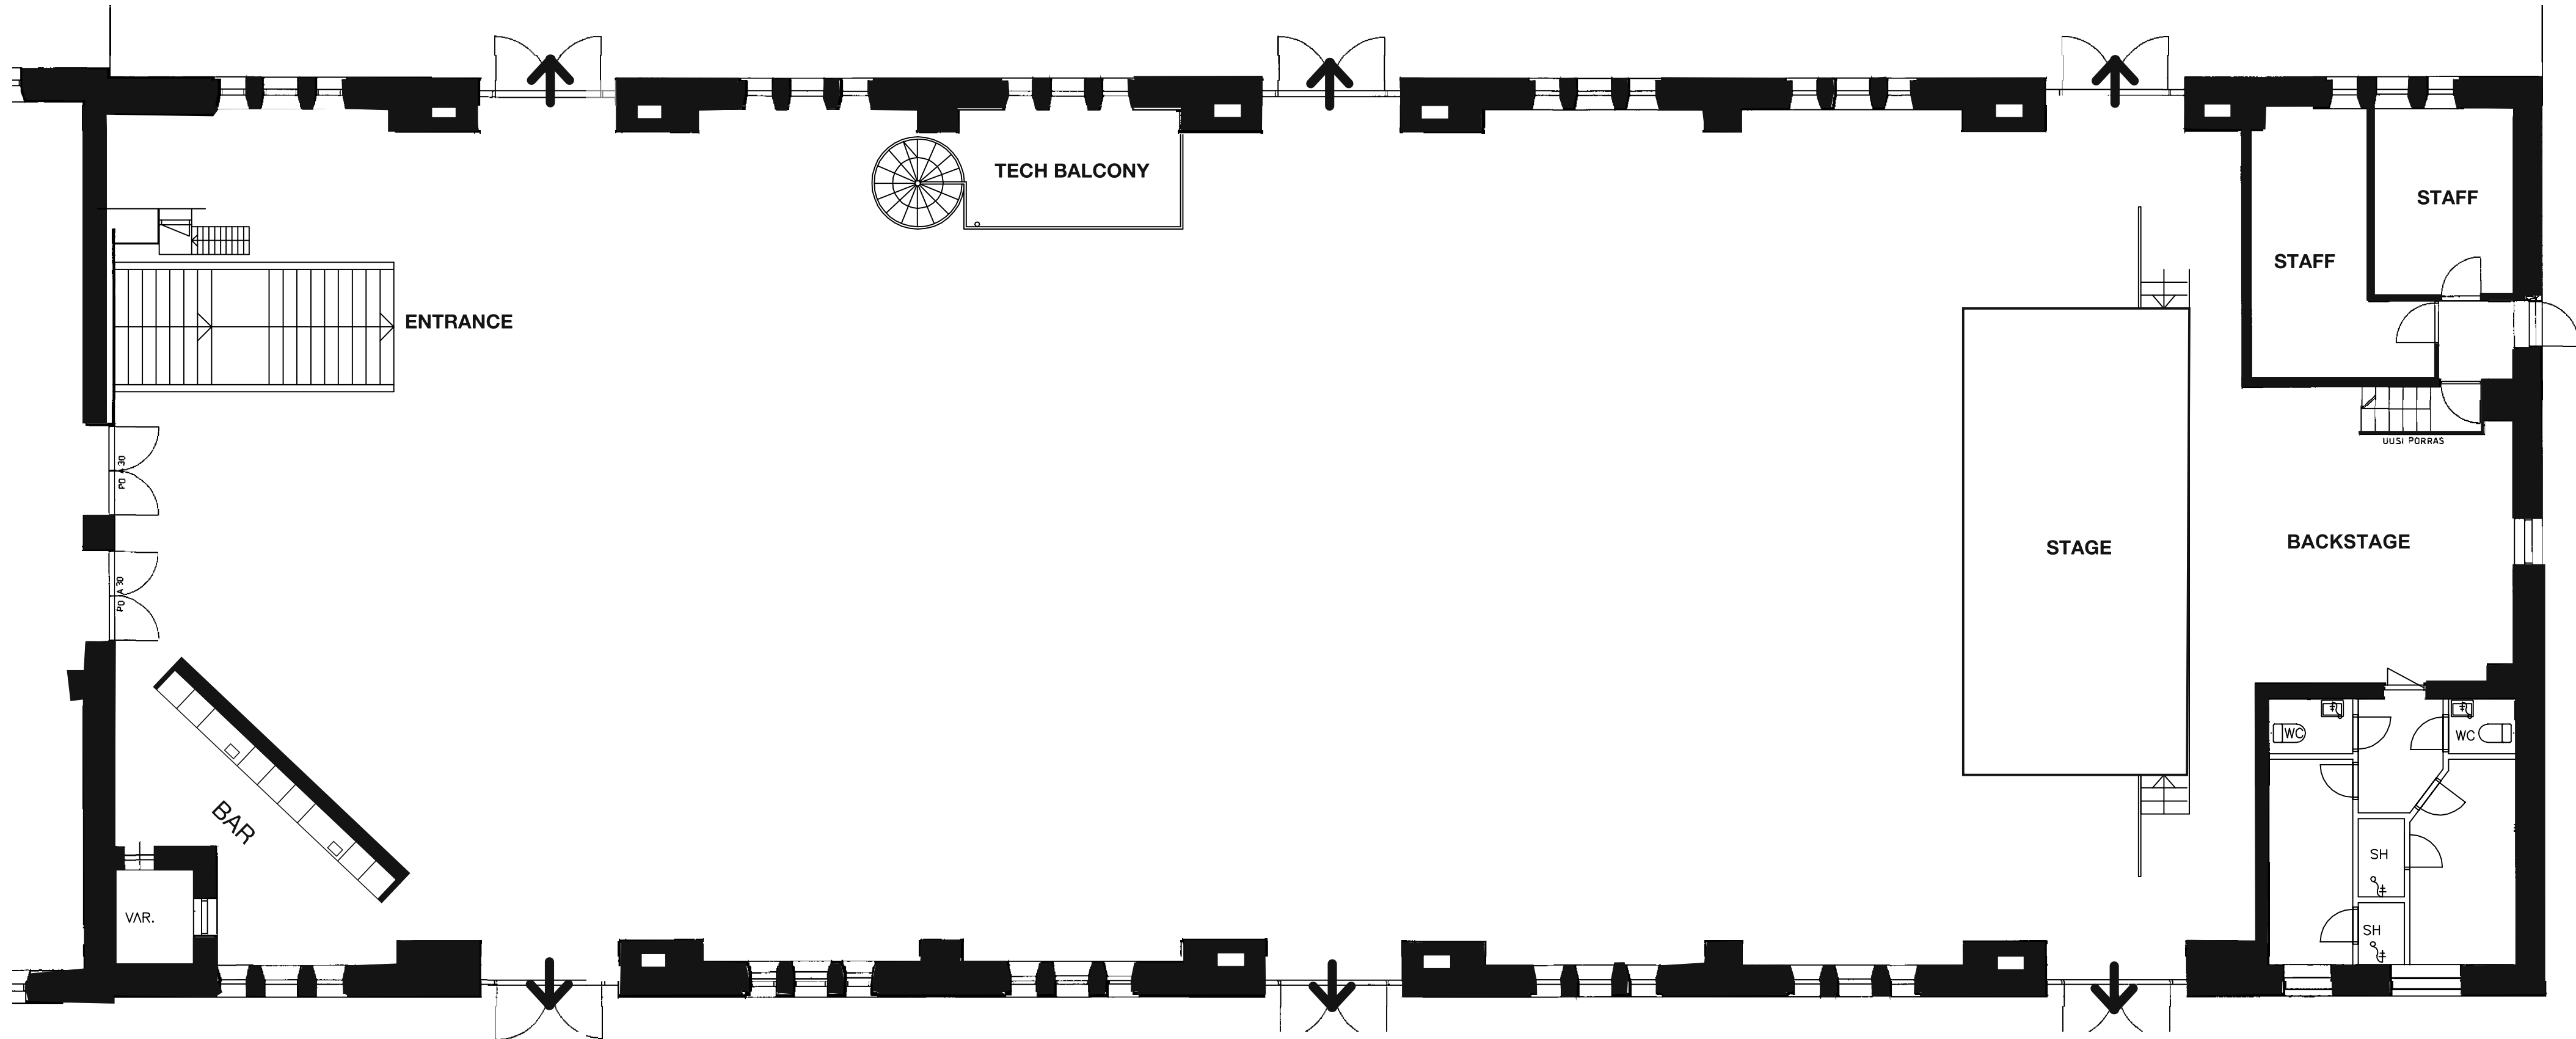 TECH BALCONY
STAFF
STAFF
ENTRANCE
UUSI PORRAS
PO A 30
STAGE
BACKSTAGE
PO A 30
WC
WC
BAR
SH
VAR.
SH